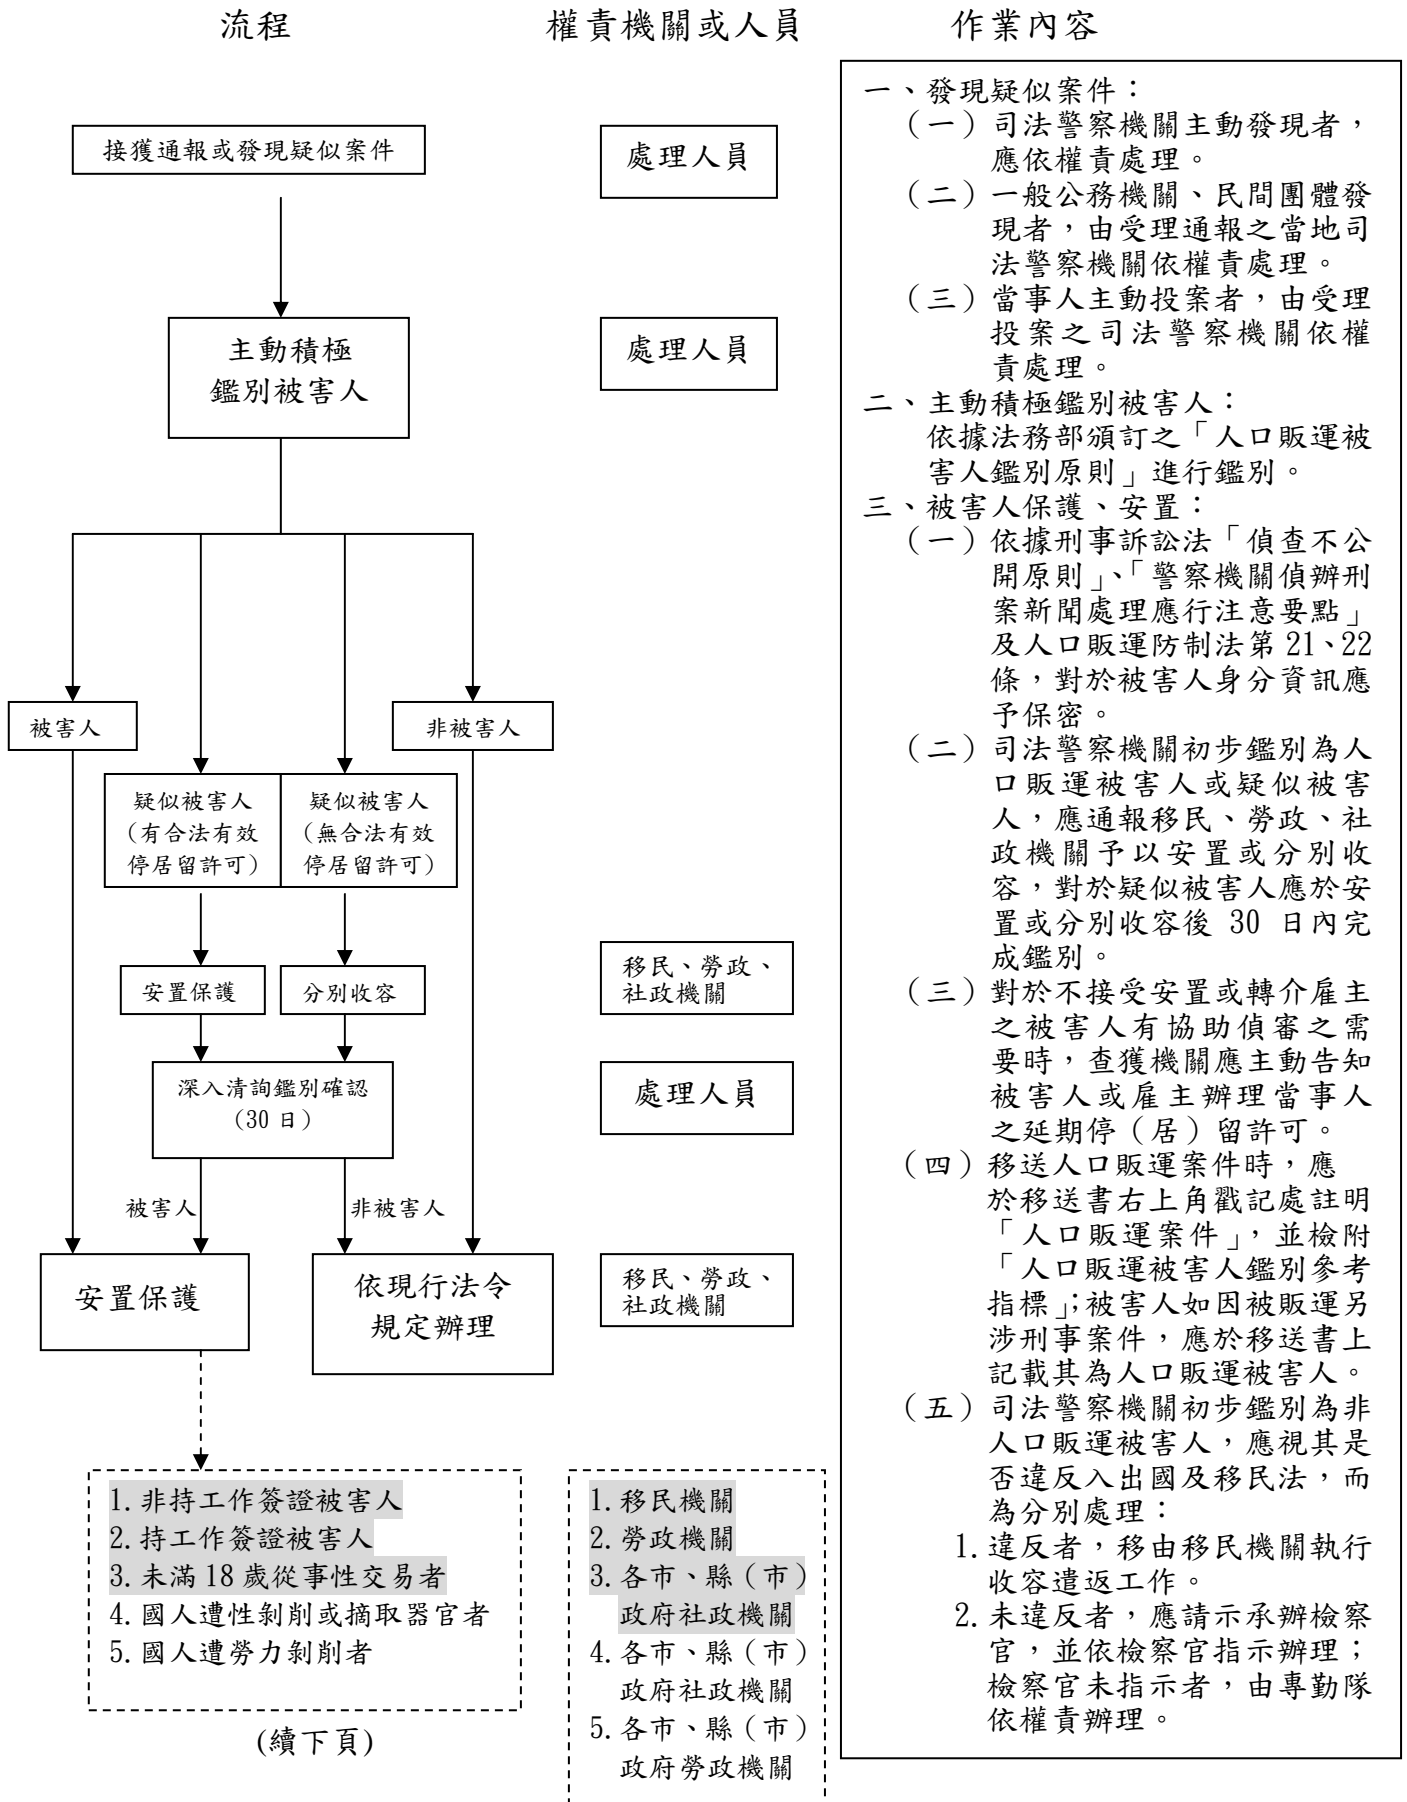 流程
權責機關或人員
作業內容
接獲通報或發現疑似案件
處理人員
主動積極
鑑別被害人
處理人員
被害人
非被害人
疑似被害人
(有合法有效
停居留許可)
疑似被害人
(無合法有效
停居留許可)
安置保護
分別收容
移民、勞政、
社政機關
深入清詢鑑別確認
(30日)
處理人員
被害人
非被害人
安置保護
依現行法令
規定辦理
移民、勞政、
社政機關
1.非持工作簽證被害人
2.持工作簽證被害人
3.未滿18歲從事性交易者
4.國人遭性剝削或摘取器官者
5.國人遭勞力剝削者
(續下頁)
1.移民機關
2.勞政機關
3.各市、縣(市)
政府社政機關
4.各市、縣(市)
政府社政機關
5.各市、縣(市)
政府勞政機關
一、發現疑似案件：
（一）司法警察機關主動發現者，
應依權責處理。
（二）一般公務機關、民間團體發
現者，由受理通報之當地司
法警察機關依權責處理。
（三）當事人主動投案者，由受理
投案之司法警察機關依權
責處理。
二、主動積極鑑別被害人：
依據法務部頒訂之「人口販運被
害人鑑別原則」進行鑑別。
三、被害人保護、安置：
（一）依據刑事訴訟法「偵查不公
開原則」、「警察機關偵辦刑
案新聞處理應行注意要點」
及人口販運防制法第21、22
條，對於被害人身分資訊應
予保密。
（二）司法警察機關初步鑑別為人
口販運被害人或疑似被害
人，應通報移民、勞政、社
政機關予以安置或分別收
容，對於疑似被害人應於安
置或分別收容後 30 日內完
成鑑別。
（三）對於不接受安置或轉介雇主
之被害人有協助偵審之需
要時，查獲機關應主動告知
被害人或雇主辦理當事人
之延期停（居）留許可。
（四）移送人口販運案件時，應
於移送書右上角戳記處註明
「人口販運案件」，並檢附
「人口販運被害人鑑別參考
指標」;被害人如因被販運另
涉刑事案件，應於移送書上
記載其為人口販運被害人。
（五）司法警察機關初步鑑別為非
人口販運被害人，應視其是
否違反入出國及移民法，而
為分別處理：
1.違反者，移由移民機關執行
收容遣返工作。
2.未違反者，應請示承辦檢察
官，並依檢察官指示辦理；
檢察官未指示者，由專勤隊
依權責辦理。